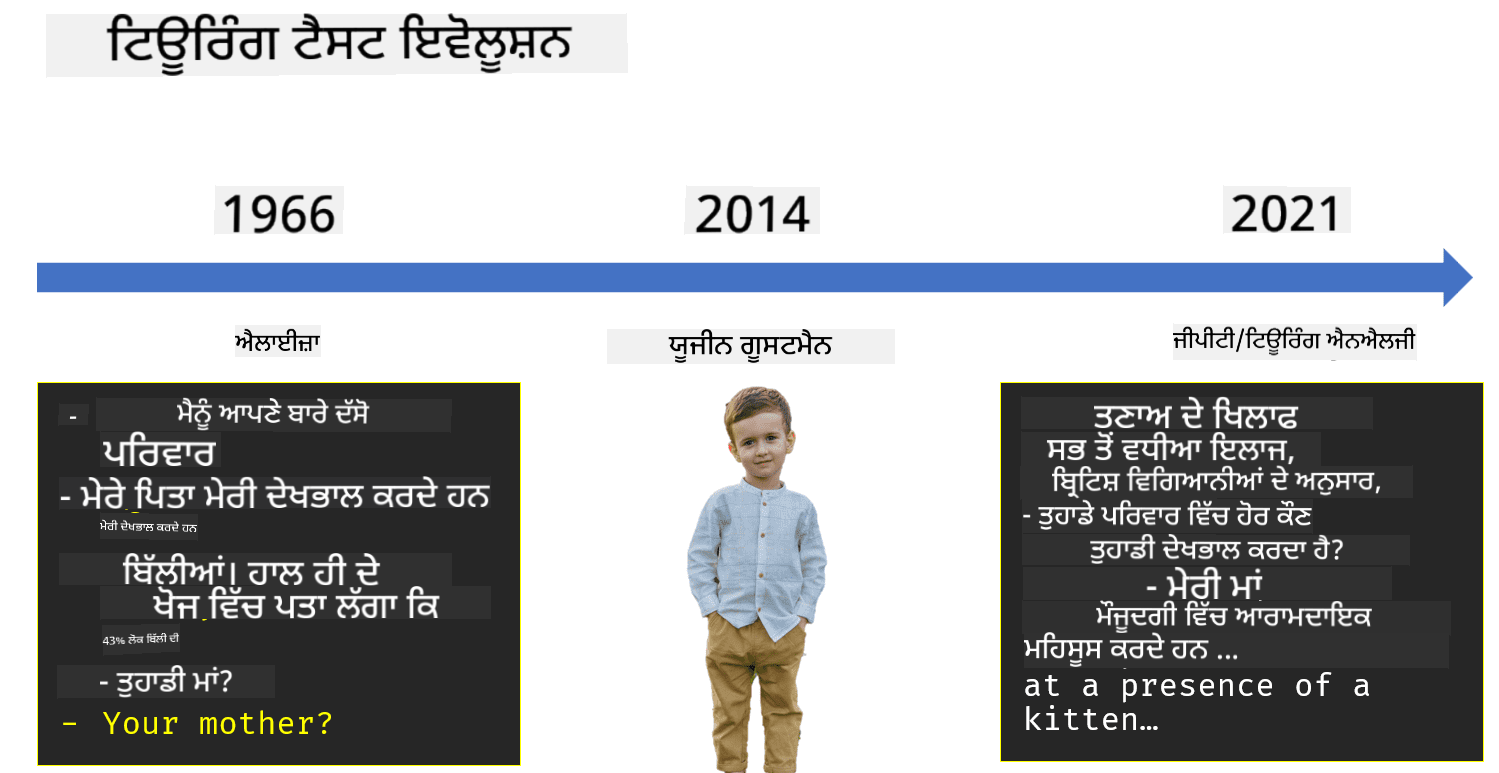 ਟਿਊਰਿੰਗ ਟੈਸਟ ਇਵੋਲੂਸ਼ਨ
1966
2014
2021
ਐਲਾਈਜ਼ਾ
ਯੂਜੀਨ ਗੂਸਟਮੈਨ
ਜੀਪੀਟੀ/ਟਿਊਰਿੰਗ ਐਨਐਲਜੀ
- ਮੈਨੂੰ ਆਪਣੇ ਬਾਰੇ ਦੱਸੋ
ਪਰਿਵਾਰ
- ਮੇਰੇ ਪਿਤਾ ਮੇਰੀ ਦੇਖਭਾਲ ਕਰਦੇ ਹਨ
ਮੇਰੀ ਦੇਖਭਾਲ ਕਰਦੇ ਹਨ
ਬਿੱਲੀਆਂ। ਹਾਲ ਹੀ ਦੇ
ਖੋਜ ਵਿੱਚ ਪਤਾ ਲੱਗਾ ਕਿ
43% ਲੋਕ ਬਿੱਲੀ ਦੀ
- ਤੁਹਾਡੀ ਮਾਂ?
- Your mother?
ਤਣਾਅ ਦੇ ਖਿਲਾਫ
ਸਭ ਤੋਂ ਵਧੀਆ ਇਲਾਜ,
ਬ੍ਰਿਟਿਸ਼ ਵਿਗਿਆਨੀਆਂ ਦੇ ਅਨੁਸਾਰ,
- ਤੁਹਾਡੇ ਪਰਿਵਾਰ ਵਿੱਚ ਹੋਰ ਕੌਣ
ਤੁਹਾਡੀ ਦੇਖਭਾਲ ਕਰਦਾ ਹੈ?
- ਮੇਰੀ ਮਾਂ
ਮੌਜੂਦਗੀ ਵਿੱਚ ਆਰਾਮਦਾਇਕ
ਮਹਿਸੂਸ ਕਰਦੇ ਹਨ ...
at a presence of a
kitten…